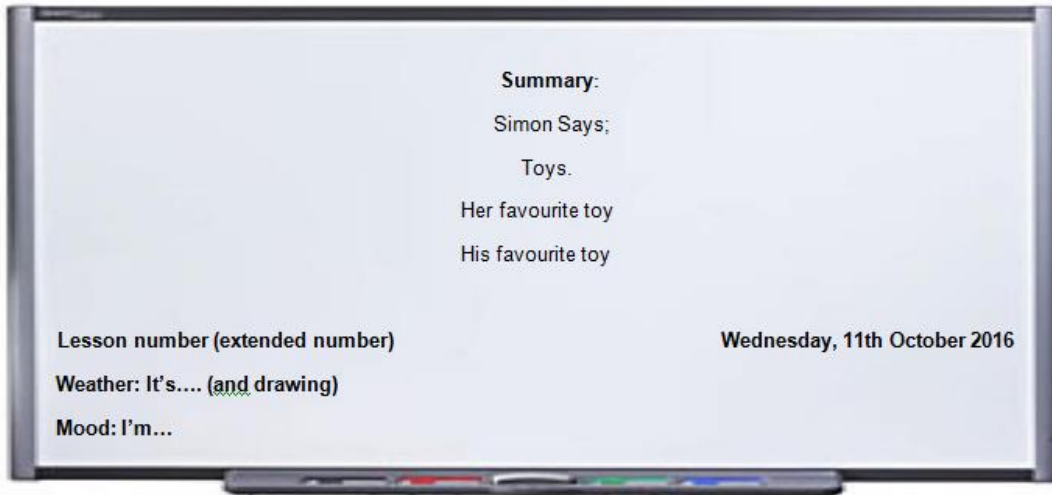 Summary:
Simon Says;
Toys.
Her favourite toy
His favourite toy
Lesson number (extended number)
Wednesday, 11th October 2016
Weather: It's.... (and drawing)
Mood: I'm...